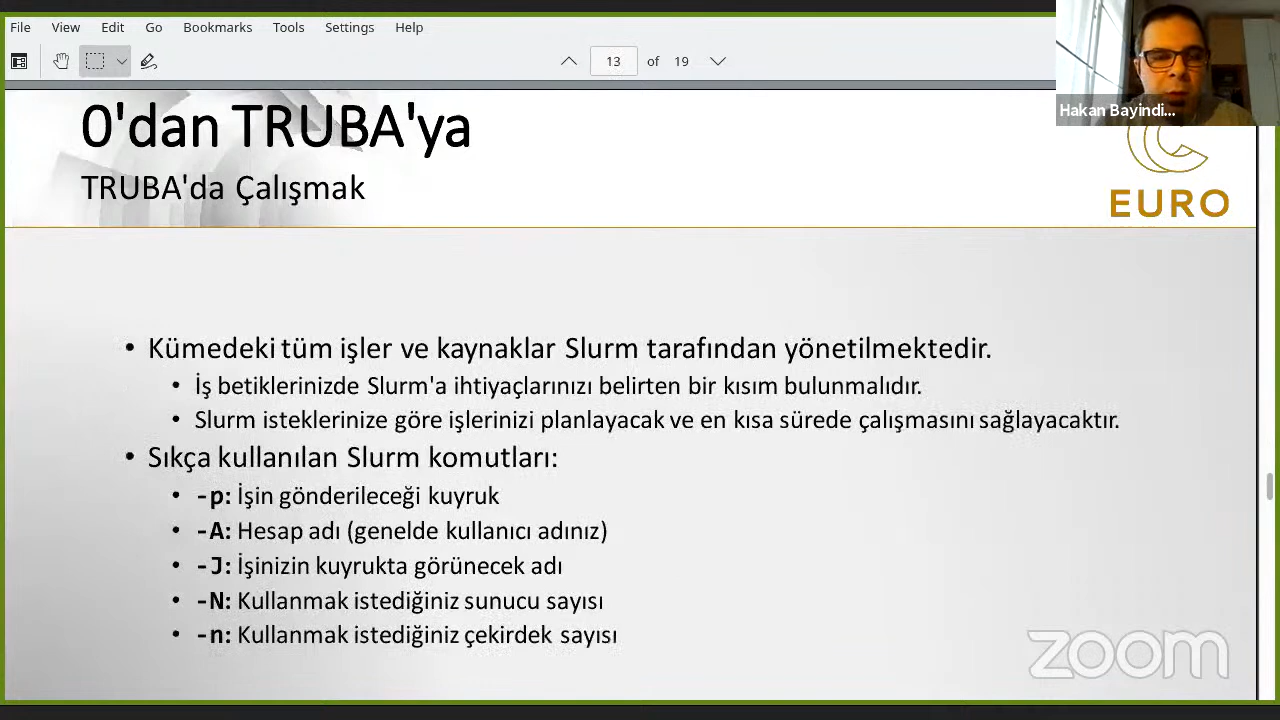 File View Edit Go Bookmarks Tools Settings Help
13 of 19
Hakan Bayindi...
0'dan TRUBA'ya
TRUBA'da Çalışmak
EURO
• Kümedeki tüm işler ve kaynaklar Slurm tarafından yönetilmektedir.
• İş betiklerinizde Slurm'a ihtiyaçlarınızı belirten bir kısım bulunmalıdır.
• Slurm isteklerinize göre işlerinizi planlayacak ve en kısa sürede çalışmasını sağlayacaktır.
• Sıkça kullanılan Slurm komutları:
• -p: İşin gönderileceği kuyruk
• -A: Hesap adı (genelde kullanıcı adınız)
• -J: İşinizin kuyrukta görünecek adı
• -N: Kullanmak istediğiniz sunucu sayısı
• -n: Kullanmak istediğiniz çekirdek sayısı
zoom